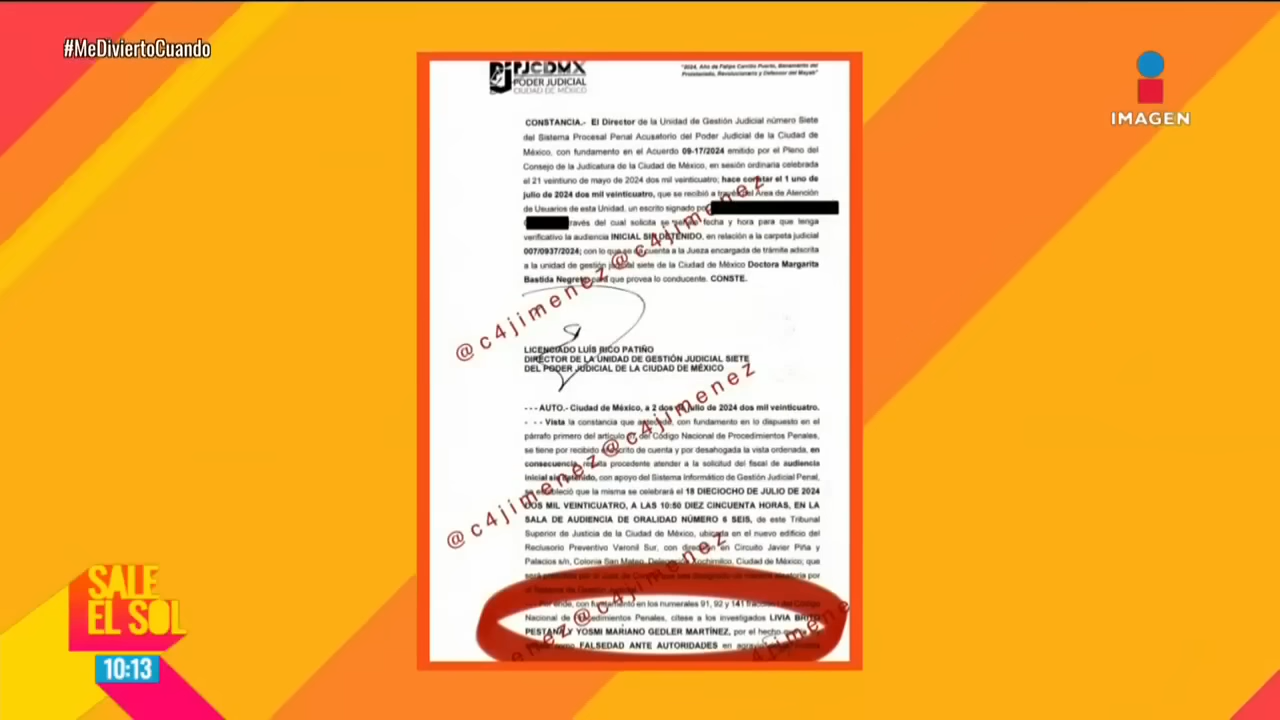 #MeDiviertoCuando
IMAGEN
PJCDMX
PODER JUDICIAL
CIUDAD DE MÉXICO
"2024, Año de Felipe Carrillo Puerto, Benemérito del
Proletariado, Revolucionario y Defensor del Mayab"
CONSTANCIA.- El Director de la Unidad de Gestión Judicial número Siete
del Sistema Procesal Penal Acusatorio del Poder Judicial de la Ciudad de
México, con fundamento en el Acuerdo 09-17/2024 emitido por el Pleno del
Consejo de la Judicatura de la Ciudad de México, en sesión ordinaria celebrada
el 21 veintiuno de mayo de 2024 dos mil veinticuatro; hace constar el 1 uno de
julio de 2024 dos mil veinticuatro, que se recibió a través del Área de Atención
de Usuarios de esta Unidad, un escrito signado por
través del cual solicita se fecha y hora para que tenga
verificativo la audiencia INICIAL SIN DETENIDO, en relación a la carpeta judicial
007/0937/2024; con lo que se da cuenta a la Jueza encargada de trámite adscrita
a la unidad de gestión judicial siete de la Ciudad de México Doctora Margarita
Bastida Negrete para que provea lo conducente. CONSTE.
@c4jimenez@c4jimenez
LICENCIADO LUÍS RICO PATIÑO
DIRECTOR DE LA UNIDAD DE GESTIÓN JUDICIAL SIETE
DEL PODER JUDICIAL DE LA CIUDAD DE MÉXICO
@c4jimenez@c4jimenez
- - - AUTO.- Ciudad de México, a 2 dos de julio de 2024 dos mil veinticuatro.
- - - Vista la constancia que antecede, con fundamento en lo dispuesto en el
párrafo primero del artículo del Código Nacional de Procedimientos Penales,
se tiene por recibido escrito de cuenta y por desahogada la vista ordenada, en
consecuencia, resulta procedente atender a la solicitud del fiscal de audiencia
inicial sin detenido, con apoyo del Sistema Informático de Gestión Judicial Penal,
se estableció que la misma se celebrará el 18 DIECIOCHO DE JULIO DE 2024
DOS MIL VEINTICUATRO, A LAS 10:50 DIEZ CINCUENTA HORAS, EN LA
SALA DE AUDIENCIA DE ORALIDAD NÚMERO 6 SEIS, de este Tribunal
Superior de Justicia de la Ciudad de México, ubicada en el nuevo edificio del
Reclusorio Preventivo Varonil Sur, con dirección en Circuito Javier Piña y
Palacios s/n, Colonia San Mateo, Delegación Xochimilco, Ciudad de México; que
Por ende, con fundamento en los numerales 91, 92 y 141 fracción I del Código
Nacional de Procedimientos Penales, cítese a los investigados LIVIA BRITO
PESTANA Y YOSMI MARIANO GEDLER MARTÍNEZ, por el hecho que
FALSEDAD ANTE AUTORIDADES en
enez@c4jimenez
4jimene
SALE
EL SOL
10:13